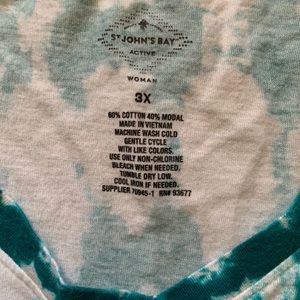 ST JOHN'S BAY
ACTIVE
WOMAN
3X
60% COTTON 40% MODAL
MADE IN VIETNAM
MACHINE WASH COLD
GENTLE CYCLE
WITH LIKE COLORS.
USE ONLY NON-CHLORINE
BLEACH WHEN NEEDED.
TUMBLE DRY LOW.
COOL IRON IF NEEDED.
SUPPLIER 70945-1 RN# 93677